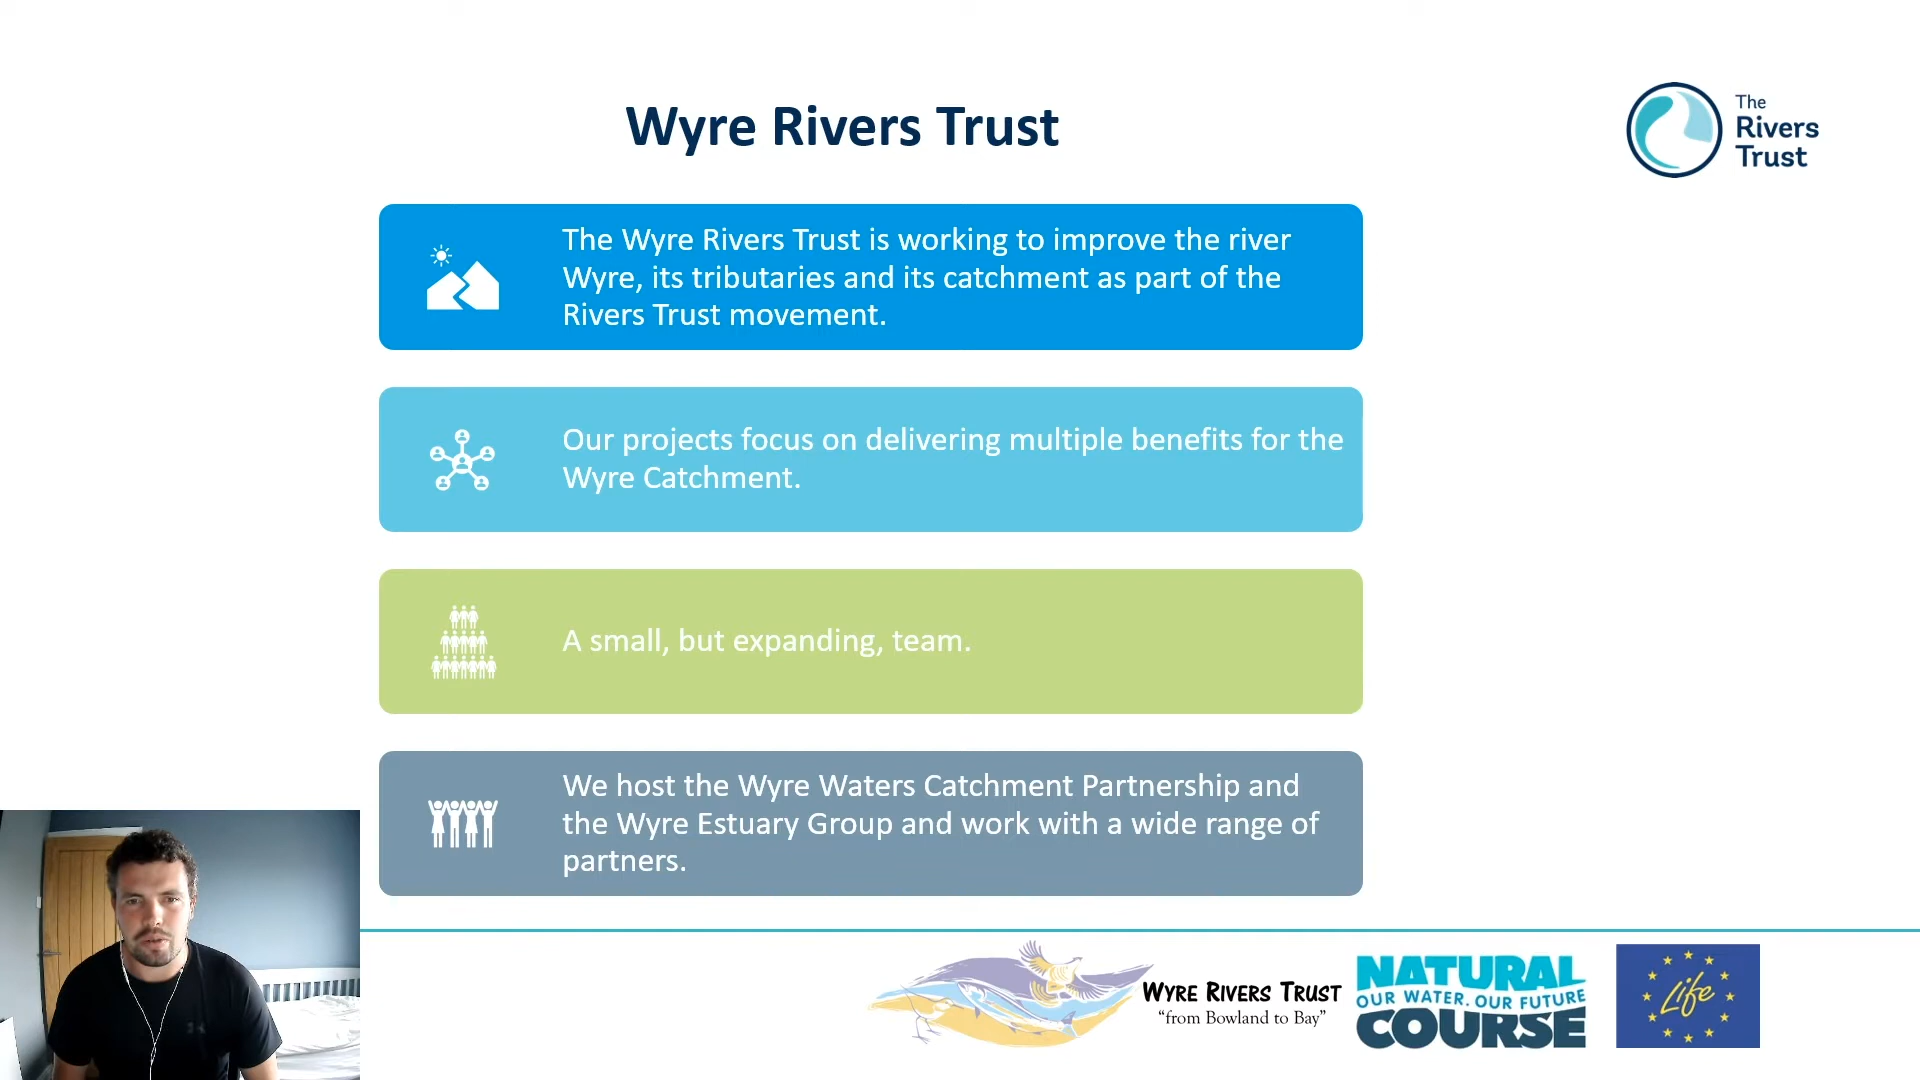 Wyre Rivers Trust
The
Rivers
Trust
The Wyre Rivers Trust is working to improve the river
Wyre, its tributaries and its catchment as part of the
Rivers Trust movement.
Our projects focus on delivering multiple benefits for the
Wyre Catchment.
A small, but expanding, team.
We host the Wyre Waters Catchment Partnership and
the Wyre Estuary Group and work with a wide range of
partners.
WYRE RIVERS TRUST
“from Bowland to Bay”
NATURAL
OUR WATER. OUR FUTURE
COURSE
Life